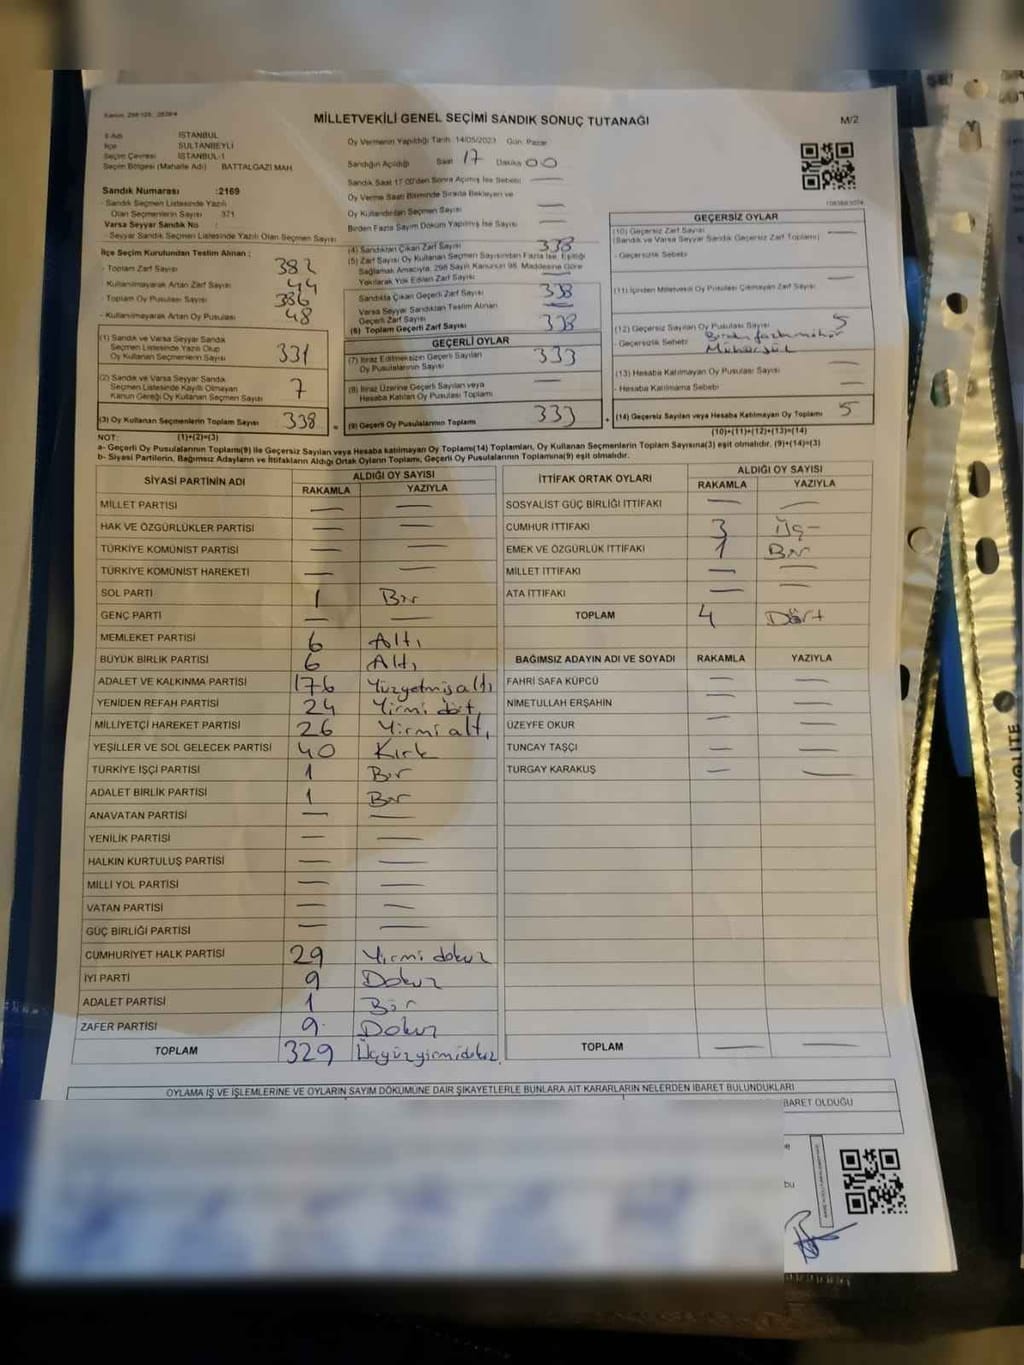 MİLLETVEKİLİ GENEL SEÇİMİ SANDIK SONUÇ TUTANAĞI
M/2
İli Adı İSTANBUL
İlçe SULTANBEYLİ
Seçim Çevresi İSTANBUL-1
Seçim Bölgesi (Mahalle Adı) BATTALGAZİ MAH
Sandık Numarası :2169
- Sandık Seçmen Listesinde Yazılı
Olan Seçmenlerin Sayısı 371
Varsa Seyyar Sandık No :
- Seyyar Sandık Seçmen Listesinde Yazılı Olan Seçmen Sayısı
İlçe Seçim Kurulundan Teslim Alınan :
- Toplam Zarf Sayısı 382
- Kullanılmayarak Artan Zarf Sayısı 44
- Toplam Oy Pusulası Sayısı 386
- Kullanılmayarak Artan Oy Pusulası 48
(1) Sandık ve Varsa Seyyar Sandık
Seçmen Listesinde Yazılı Olup
Oy Kullanan Seçmenlerin Sayısı 331
(2) Sandık ve Varsa Seyyar Sandık
Seçmen Listesinde Kayıtlı Olmayan
Kanun Gereği Oy Kullanan Seçmen Sayısı 7
(3) Oy Kullanan Seçmenlerin Toplam Sayısı 338
(1)+(2)=(3)
Oy Vermenin Yapıldığı Tarih 14/05/2023 Gün Pazar
Sandığın Açıldığı Saat 17 Dakika 00
Sandık Saat 17.00'den Sonra Açılmış İse Sebebi —
Oy Verme Saati Bitiminde Sırada Bekleyen ve
Oy Kullandırılan Seçmen Sayısı —
Birden Fazla Sayım Döküm Yapılmış İse Sayısı —
(4) Sandıktan Çıkan Zarf Sayısı 338
(5) Zarf Sayısı Oy Kullanan Seçmen Sayısından Fazla İse, Eşitliği
Sağlamak Amacıyla, 298 Sayılı Kanunun 98. Maddesine Göre
Yakılarak Yok Edilen Zarf Sayısı —
Sandıkta Çıkan Geçerli Zarf Sayısı 338
Varsa Seyyar Sandıktan Teslim Alınan
Geçerli Zarf Sayısı —
(6) Toplam Geçerli Zarf Sayısı 338
GEÇERLİ OYLAR
(7) İtiraz Edilmeksizin Geçerli Sayılan
Oy Pusulalarının Sayısı 333
(8) İtiraz Üzerine Geçerli Sayılan veya
Hesaba Katılan Oy Pusulası Toplamı —
(9) Geçerli Oy Pusulalarının Toplamı 333
GEÇERSİZ OYLAR
(10) Geçersiz Zarf Sayısı —
(Sandık ve Varsa Seyyar Sandık Geçersiz Zarf Toplamı)
- Geçersizlik Sebebi —
(11) İçinden Milletvekili Oy Pusulası Çıkmayan Zarf Sayısı —
(12) Geçersiz Sayılan Oy Pusulası Sayısı 5
- Geçersizlik Sebebi Birden fazla mühür
(13) Hesaba Katılmayan Oy Pusulası Sayısı —
- Hesaba Katılmama Sebebi —
(14) Geçersiz Sayılan veya Hesaba Katılmayan Oy Toplamı 5
(10)+(11)+(12)+(13)=(14)
NOT:
a- Geçerli Oy Pusulalarının Toplamı(9) ile Geçersiz Sayılan veya Hesaba katılmayan Oy Toplamı(14) Toplamları, Oy Kullanan Seçmenlerin Toplam Sayısına(3) eşit olmalıdır. (9)+(14)=(3)
b- Siyasi Partilerin, Bağımsız Adayların ve İttifakların Aldığı Ortak Oyların Toplamı, Geçerli Oy Pusulalarının Toplamına(9) eşit olmalıdır.
SİYASİ PARTİNİN ADI ALDIĞI OY SAYISI
RAKAMLA YAZIYLA
MİLLET PARTİSİ — —
HAK VE ÖZGÜRLÜKLER PARTİSİ — —
TÜRKİYE KOMÜNİST PARTİSİ — —
TÜRKİYE KOMÜNİST HAREKETİ — —
SOL PARTİ 1 Bir
GENÇ PARTİ — —
MEMLEKET PARTİSİ 6 Altı
BÜYÜK BİRLİK PARTİSİ 6 Altı
ADALET VE KALKINMA PARTİSİ 176 Yüzyetmişaltı
YENİDEN REFAH PARTİSİ 24 Yirmi dört
MİLLİYETÇİ HAREKET PARTİSİ 26 Yirmi altı
YEŞİLLER VE SOL GELECEK PARTİSİ 40 Kırk
TÜRKİYE İŞÇİ PARTİSİ 1 Bir
ADALET BİRLİK PARTİSİ 1 Bir
ANAVATAN PARTİSİ — —
YENİLİK PARTİSİ — —
HALKIN KURTULUŞ PARTİSİ — —
MİLLİ YOL PARTİSİ — —
VATAN PARTİSİ — —
GÜÇ BİRLİĞİ PARTİSİ — —
CUMHURİYET HALK PARTİSİ 29 Yirmi dokuz
İYİ PARTİ 9 Dokuz
ADALET PARTİSİ 1 Bir
ZAFER PARTİSİ 9 Dokuz
TOPLAM 329 Üçyüzyirmidokuz
İTTİFAK ORTAK OYLARI ALDIĞI OY SAYISI
RAKAMLA YAZIYLA
SOSYALİST GÜÇ BİRLİĞİ İTTİFAKI — —
CUMHUR İTTİFAKI 3 Üç —
EMEK VE ÖZGÜRLÜK İTTİFAKI 1 Bir
MİLLET İTTİFAKI — —
ATA İTTİFAKI — —
TOPLAM 4 Dört
BAĞIMSIZ ADAYIN ADI VE SOYADI RAKAMLA YAZIYLA
FAHRİ SAFA KÜPCÜ — —
NİMETULLAH ERŞAHİN — —
ÜZEYFE OKUR — —
TUNCAY TAŞÇI — —
TURGAY KARAKUŞ — —
TOPLAM — —
OYLAMA İŞ VE İŞLEMLERİNE VE OYLARIN SAYIM DÖKÜMÜNE DAİR ŞİKAYETLERLE BUNLARA AİT KARARLARIN NELERDEN İBARET BULUNDUKLARI
BARET OLDUĞU
bu